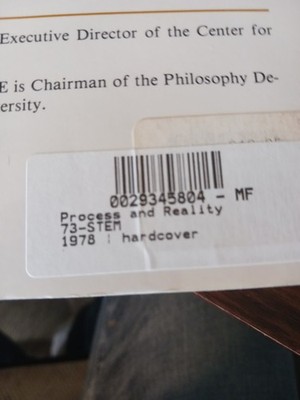 Executive Director of the Center for
E is Chairman of the Philosophy De-
ersity.
0029345804 - MF
Process and Reality
73-STEM
1978 : hardcover